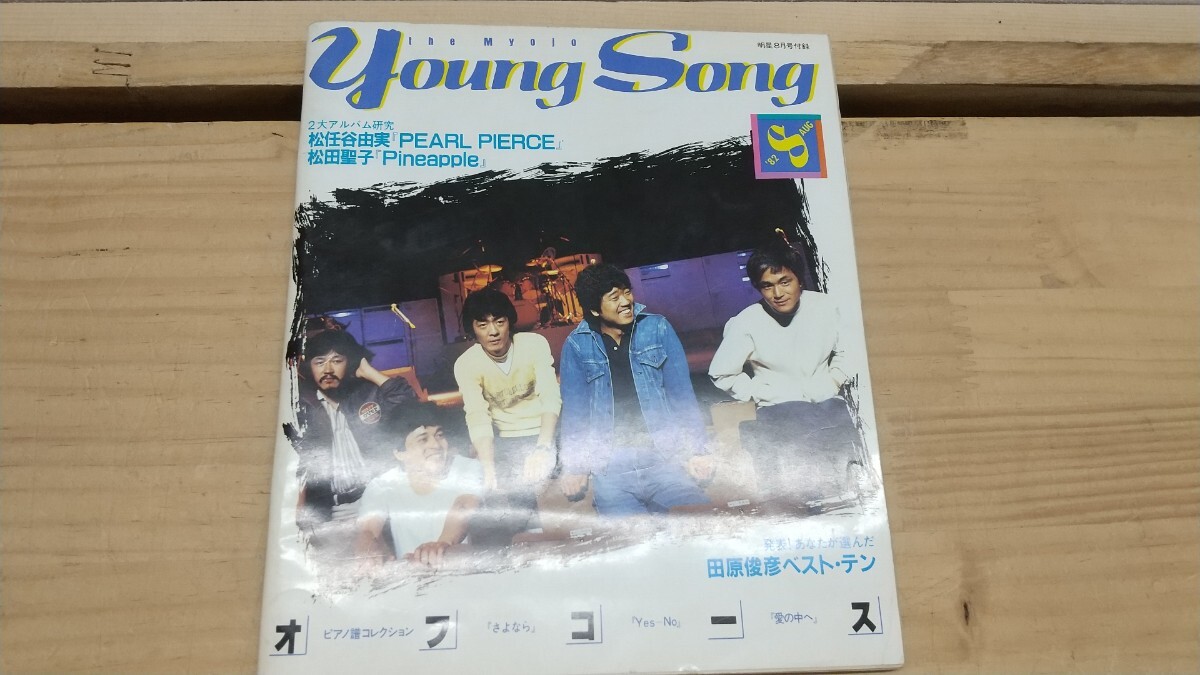 the Myojo
明星8月号付録
Young Song
2大アルバム研究
松任谷由実『PEARL PIERCE』
松田聖子『Pineapple』
'82 8 AUG
発表!あなたが選んだ
田原俊彦ベスト・テン
オ ピアノ譜コレクション フ 『さよなら』 コ 『Yes-No』 ー 『愛の中へ』 ス